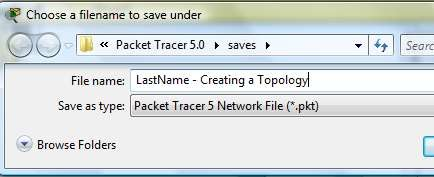 Choose a filename to save under
« Packet Tracer 5.0 ▸ saves ▸
Searc
File name: LastName - Creating a Topology
Save as type: Packet Tracer 5 Network File (*.pkt)
Browse Folders